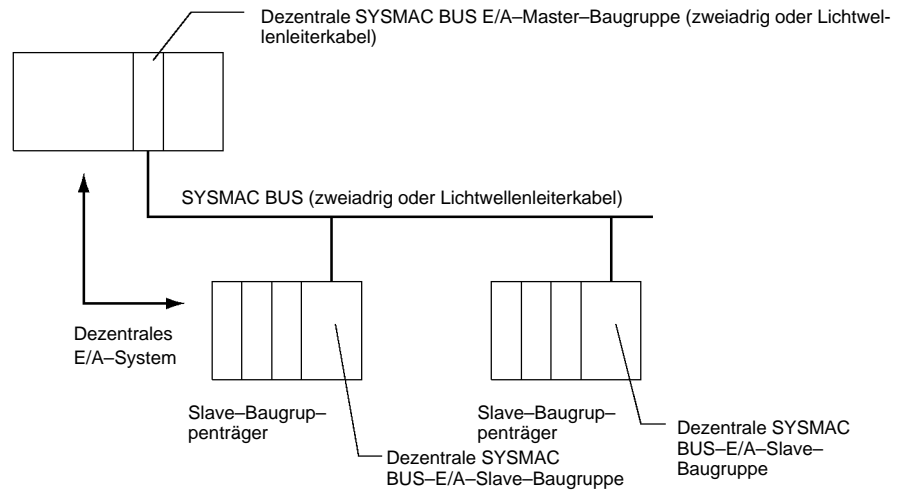 Dezentrale SYSMAC BUS E/A–Master–Baugruppe (zweiadrig oder Lichtwel-
lenleiterkabel)
SYSMAC BUS (zweiadrig oder Lichtwellenleiterkabel)
Dezentrales
E/A–System
Slave–Baugrup-
penträger
Dezentrale SYSMAC
BUS–E/A–Slave–Baugruppe
Slave–Baugrup-
penträger
Dezentrale SYSMAC
BUS–E/A–Slave–
Baugruppe